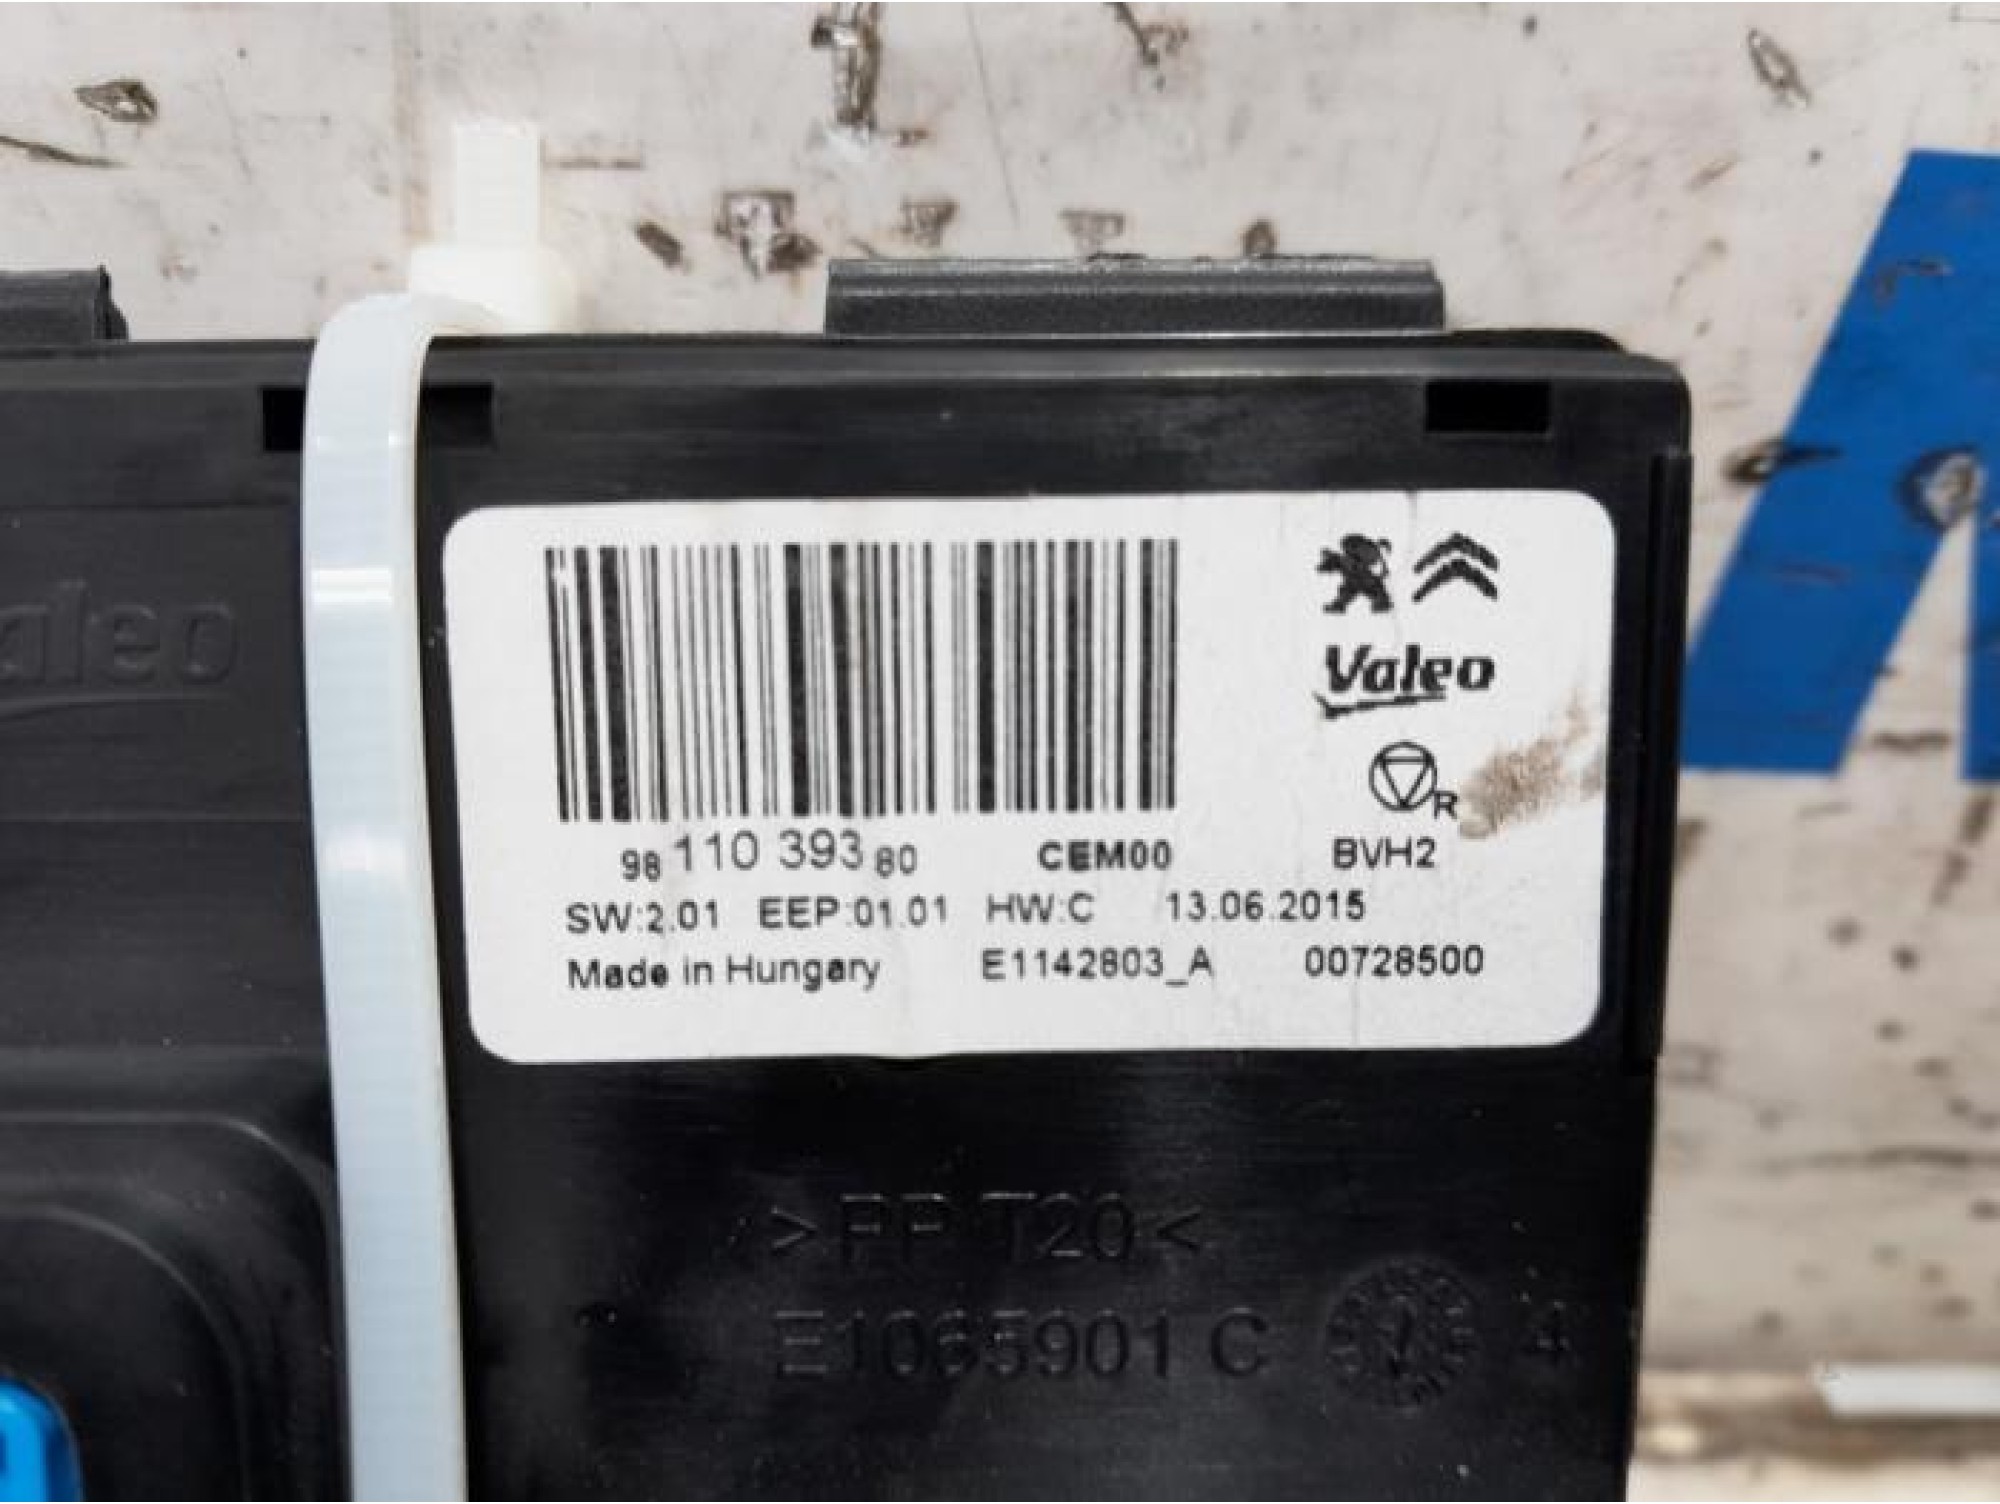 Valeo
98 110 393 80 CEM00 BVH2
SW:2.01 EEP:01.01 HW:C 13.06.2015
Made in Hungary E1142803_A 00728500
R
aleo
>PP T20<
E1065901 C